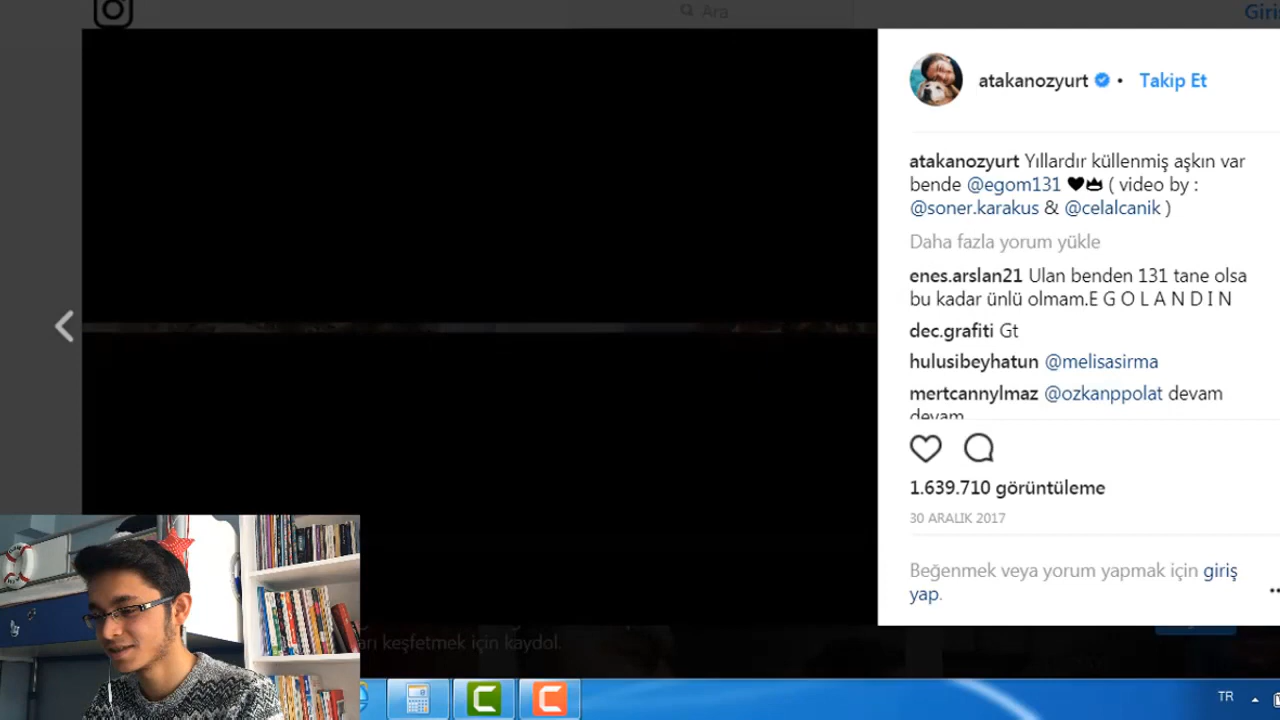 Ara
atakanozyurt • Takip Et
atakanozyurt Yıllardır küllenmiş aşkın var
bende @egom131 ( video by :
@soner.karakus & @celalcanik )
Daha fazla yorum yükle
enes.arslan21 Ulan benden 131 tane olsa
bu kadar ünlü olmam.E G O L A N D I N
dec.grafiti Gt
hulusibeyhatun @melisasirma
mertcannylmaz @ozkanppolat devam
devam
1.639.710 görüntüleme
30 ARALIK 2017
Beğenmek veya yorum yapmak için giriş
yap.
keşfetmek için kaydol.
TR